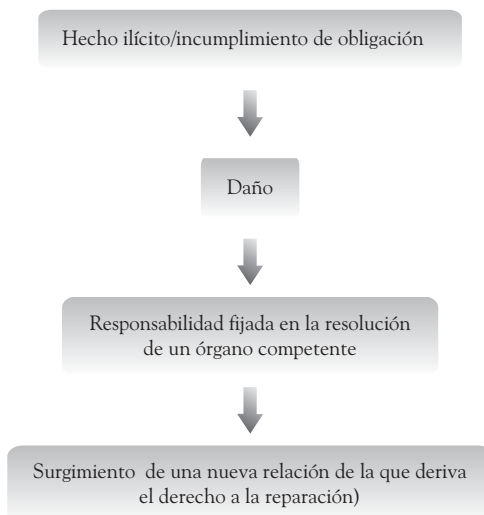 Hecho ilícito/incumplimiento de obligación
Daño
Responsabilidad fijada en la resolución
de un órgano competente
Surgimiento de una nueva relación de la que deriva
el derecho a la reparación)